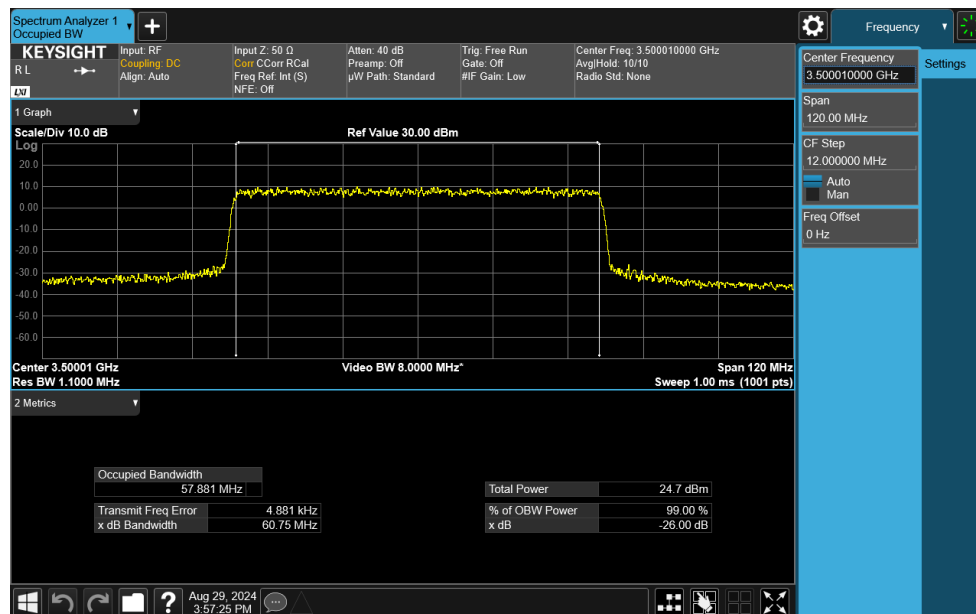 Spectrum Analyzer 1
Occupied BW
+
Frequency
KEYSIGHT
R L
LXI
Input: RF
Coupling: DC
Align: Auto
Input Z: 50 Ω
Corr CCorr RCal
Freq Ref: Int (S)
NFE: Off
Atten: 40 dB
Preamp: Off
µW Path: Standard
Trig: Free Run
Gate: Off
#IF Gain: Low
Center Freq: 3.500010000 GHz
Avg|Hold: 10/10
Radio Std: None
Center Frequency
3.500010000 GHz
Settings
Span
120.00 MHz
CF Step
12.000000 MHz
Auto
Man
Freq Offset
0 Hz
1 Graph
Scale/Div 10.0 dB
Ref Value 30.00 dBm
Log
20.0
10.0
0.00
-10.0
-20.0
-30.0
-40.0
-50.0
-60.0
Center 3.50001 GHz
Video BW 8.0000 MHz*
Span 120 MHz
Res BW 1.1000 MHz
Sweep 1.00 ms (1001 pts)
2 Metrics
Occupied Bandwidth
57.881 MHz
Total Power 24.7 dBm
Transmit Freq Error 4.881 kHz
% of OBW Power 99.00 %
x dB Bandwidth 60.75 MHz
x dB -26.00 dB
?
Aug 29, 2024
3:57:25 PM